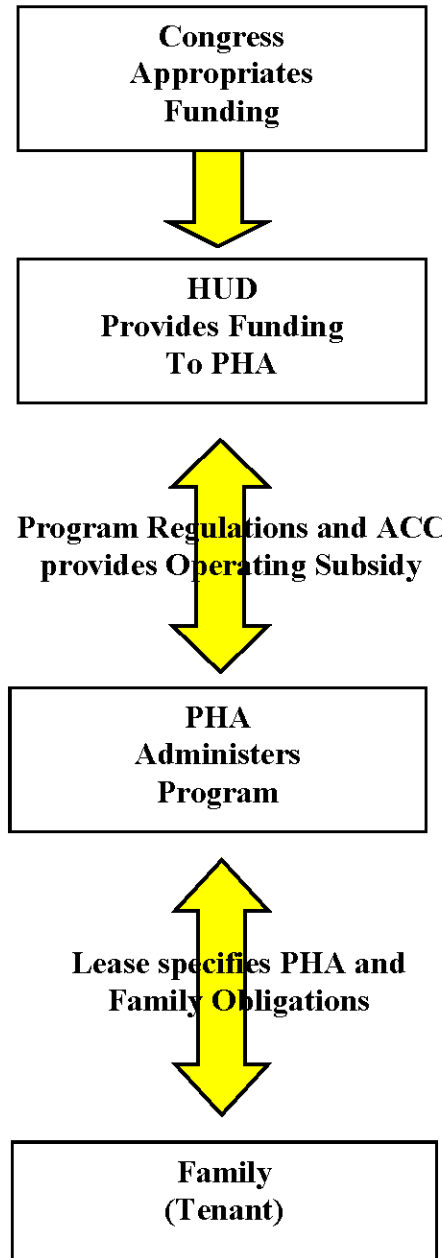 Congress
Appropriates
Funding
HUD
Provides Funding
To PHA
Program Regulations and ACC
provides Operating Subsidy
PHA
Administers
Program
Lease specifies PHA and
Family Obligations
Family
(Tenant)